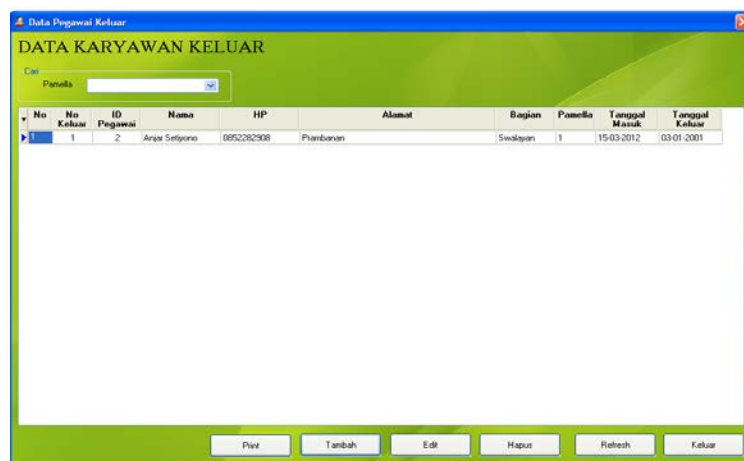 Data Pegawai Keluar
DATA KARYAWAN KELUAR
Cari
Pamella
No No Keluar ID Pegawai Nama HP Alamat Bagian Pamella Tanggal Masuk Tanggal Keluar
1 1 2 Anjar Setiyono 0852282908 Prambanan Swalayan 1 15-03-2012 03-01-2001
Print Tambah Edit Hapus Refresh Keluar